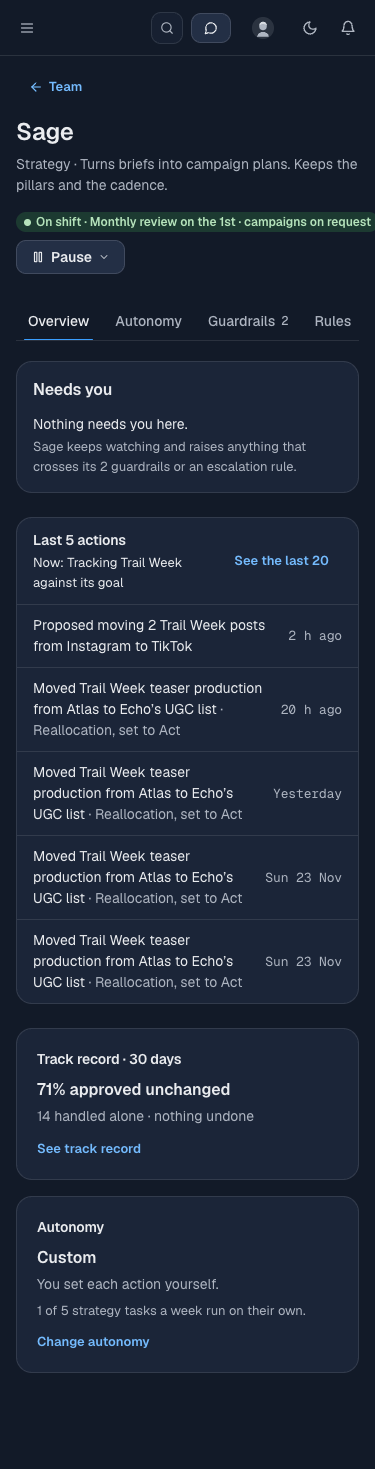 Team
Sage
Strategy · Turns briefs into campaign plans. Keeps the
pillars and the cadence.
On shift · Monthly review on the 1st · campaigns on request
Pause
Overview
Autonomy
Guardrails 2
Rules
Needs you
Nothing needs you here.
Sage keeps watching and raises anything that
crosses its 2 guardrails or an escalation rule.
Last 5 actions
Now: Tracking Trail Week
against its goal
See the last 20
Proposed moving 2 Trail Week posts
from Instagram to TikTok
2 h ago
Moved Trail Week teaser production
from Atlas to Echo’s UGC list ·
Reallocation, set to Act
20 h ago
Moved Trail Week teaser
production from Atlas to Echo’s
UGC list · Reallocation, set to Act
Yesterday
Moved Trail Week teaser
production from Atlas to Echo’s
UGC list · Reallocation, set to Act
Sun 23 Nov
Moved Trail Week teaser
production from Atlas to Echo’s
UGC list · Reallocation, set to Act
Sun 23 Nov
Track record · 30 days
71% approved unchanged
14 handled alone · nothing undone
See track record
Autonomy
Custom
You set each action yourself.
1 of 5 strategy tasks a week run on their own.
Change autonomy